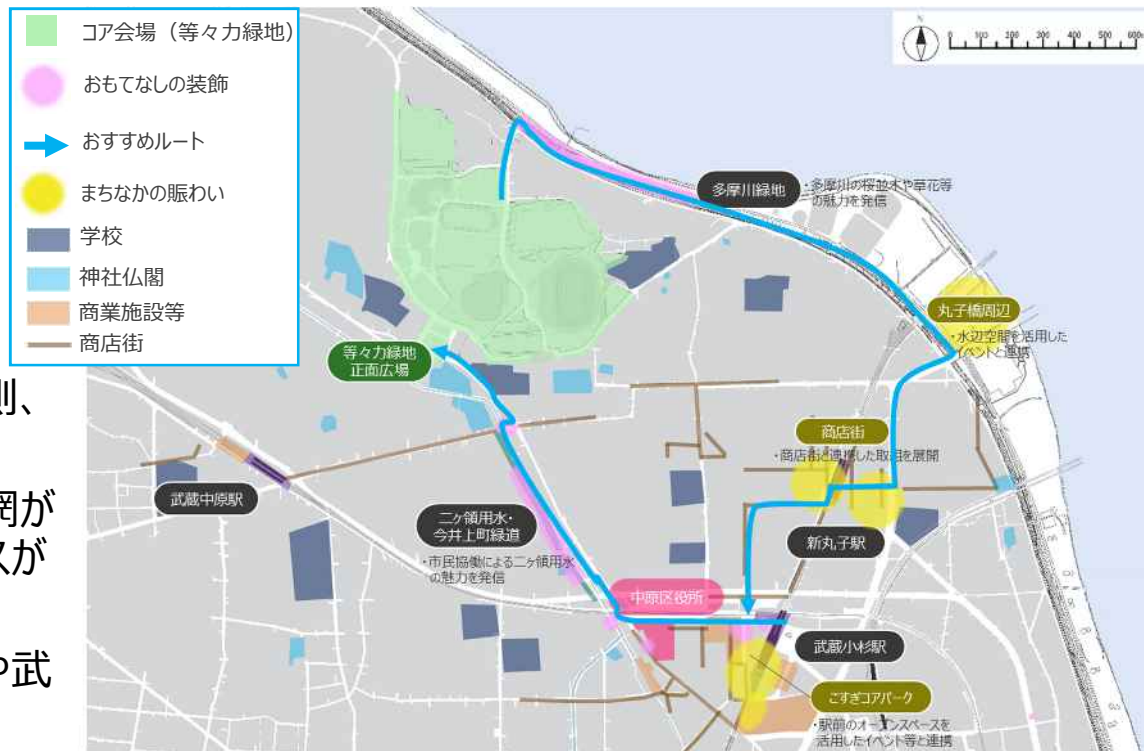 コア会場（等々力緑地）
おもてなしの装飾
おすすめルート
まちなかの賑わい
学校
神社仏閣
商業施設等
商店街
N
0 100 200 300 400 500 600m
則、
網が
スが
や武
多摩川緑地
・多摩川の桜並木や草花等
の魅力を発信
丸子橋周辺
・水辺空間を活用した
イベントと連携
等々力緑地
正面広場
商店街
・商店街と連携した取組を展開
武蔵中原駅
二ヶ領用水・
今井上町緑道
・市民協働による二ヶ領用水
の魅力を発信
新丸子駅
中原区役所
武蔵小杉駅
こすぎコアパーク
・駅前のオープンスペースを
活用したイベント等と連携